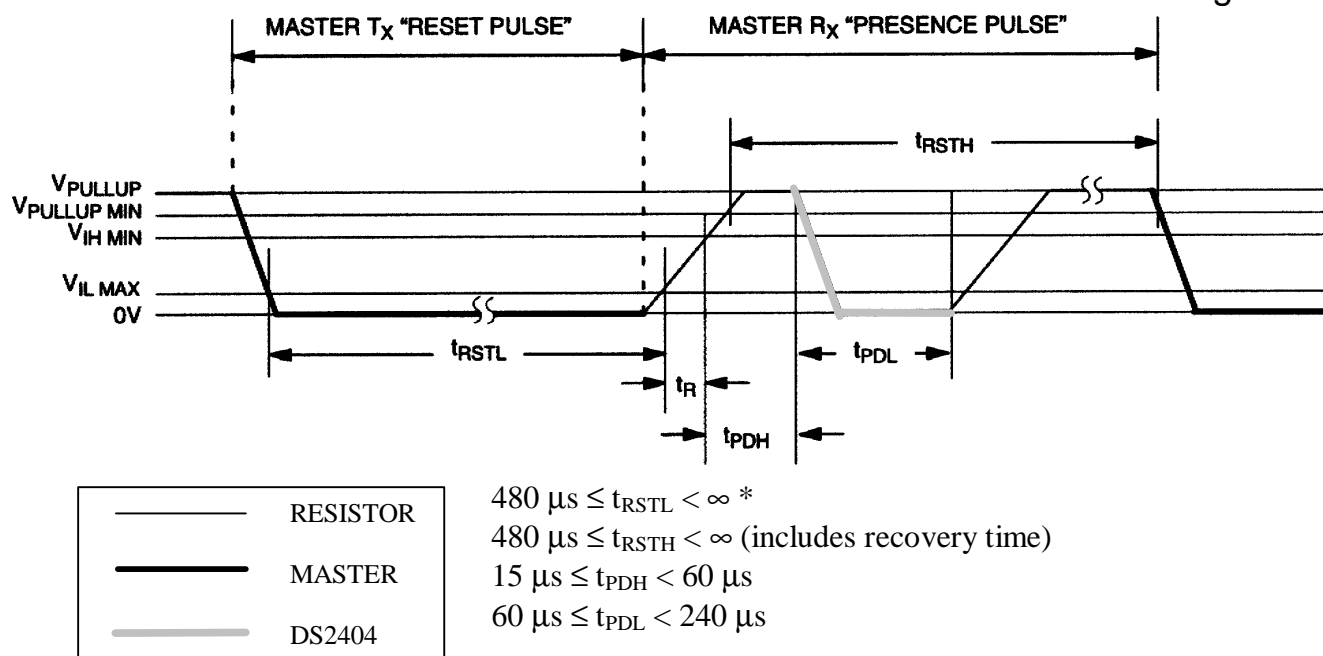 MASTER TX “RESET PULSE”
MASTER RX “PRESENCE PULSE”
tRSTH
VPULLUP
VPULLUP MIN
VIH MIN
VIL MAX
0V
tRSTL
tPDL
tR
tPDH
RESISTOR
MASTER
DS2404
480 μs ≤ tRSTL < ∞ *
480 μs ≤ tRSTH < ∞ (includes recovery time)
15 μs ≤ tPDH < 60 μs
60 μs ≤ tPDL < 240 μs